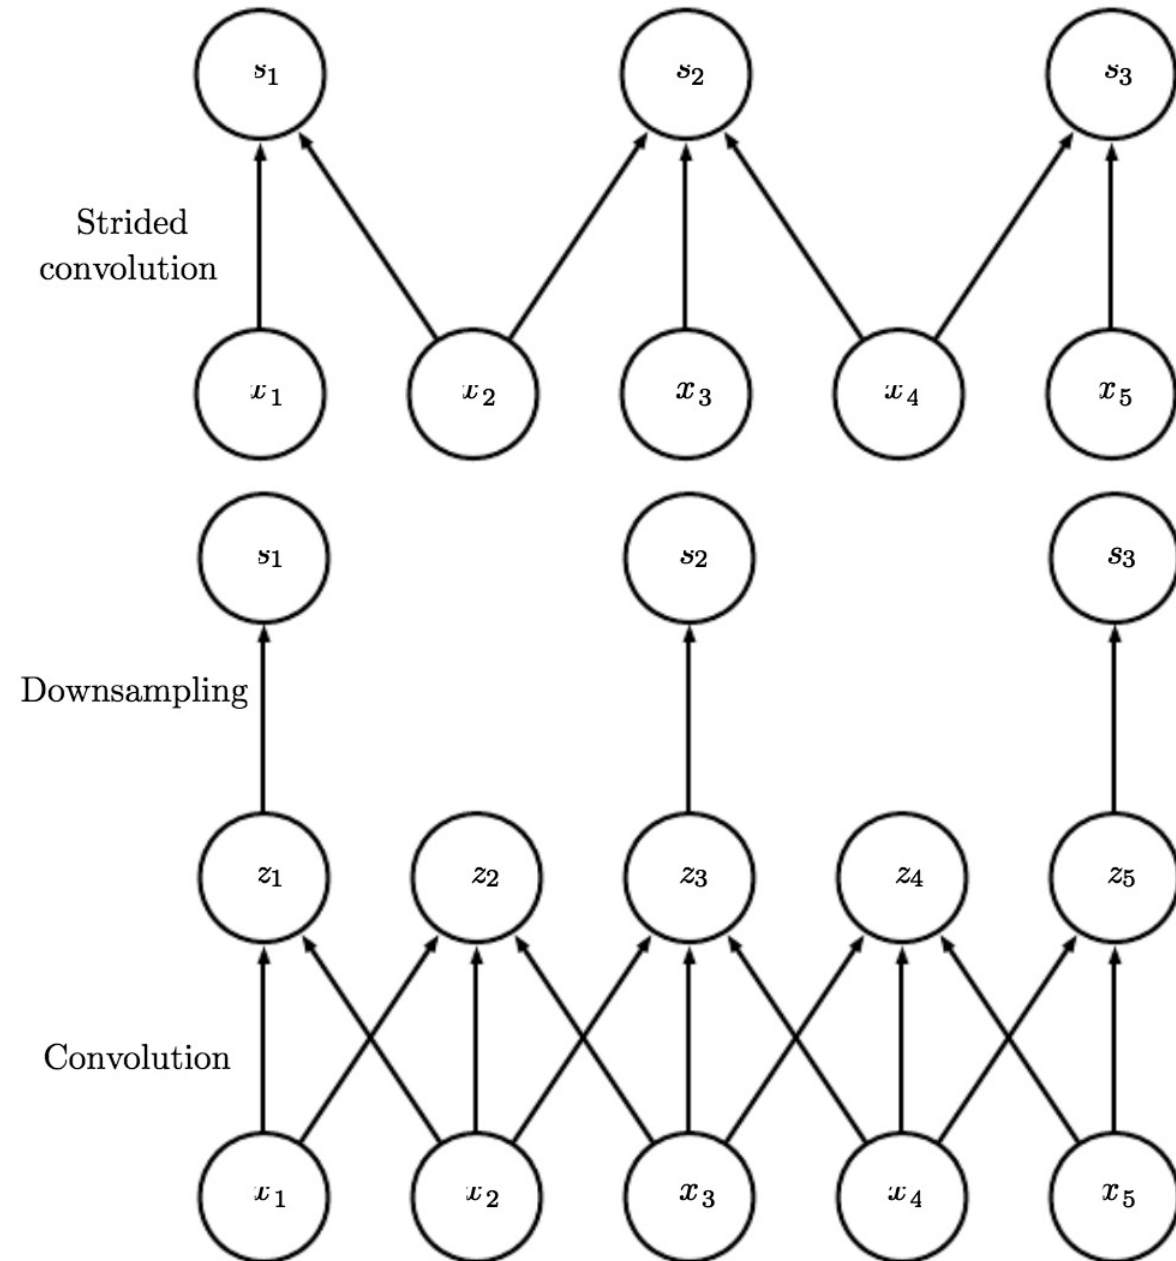 s₁ s₂ s₃
Strided
convolution
x₁ x₂ x₃ x₄ x₅
s₁ s₂ s₃
Downsampling
z₁ z₂ z₃ z₄ z₅
Convolution
x₁ x₂ x₃ x₄ x₅